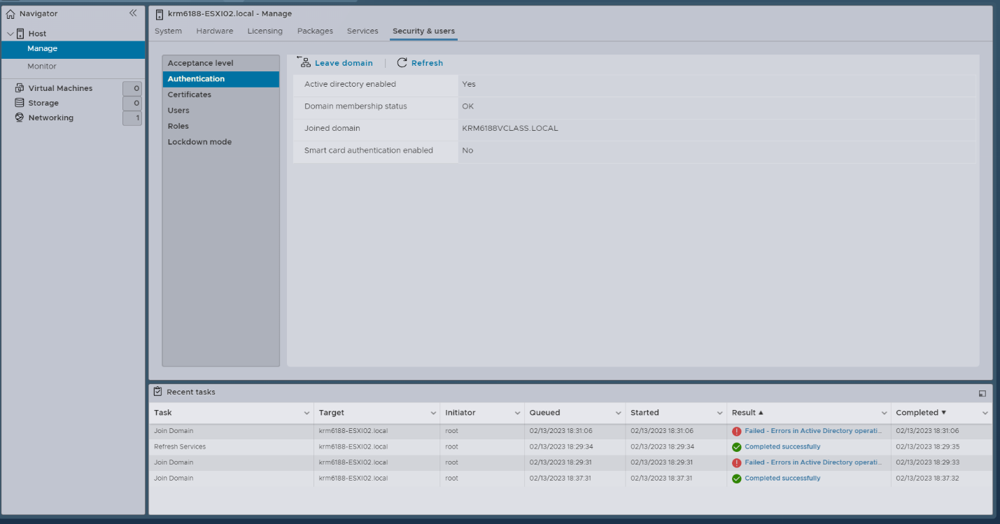 Navigator
Host
Manage
Monitor
Virtual Machines 0
Storage 0
Networking 1
krm6188-ESXI02.local - Manage
System Hardware Licensing Packages Services Security & users
Acceptance level
Authentication
Certificates
Users
Roles
Lockdown mode
Leave domain | Refresh
Active directory enabled Yes
Domain membership status OK
Joined domain KRM6188VCLASS.LOCAL
Smart card authentication enabled No
Recent tasks
Task Target Initiator Queued Started Result ▲ Completed ▼
Join Domain krm6188-ESXI02.local root 02/13/2023 18:31:06 02/13/2023 18:31:06 Failed - Errors in Active Directory operati... 02/13/2023 18:31:06
Refresh Services krm6188-ESXI02.local root 02/13/2023 18:29:34 02/13/2023 18:29:34 Completed successfully 02/13/2023 18:29:35
Join Domain krm6188-ESXI02.local root 02/13/2023 18:29:31 02/13/2023 18:29:31 Failed - Errors in Active Directory operati... 02/13/2023 18:29:33
Join Domain krm6188-ESXI02.local root 02/13/2023 18:37:31 02/13/2023 18:37:31 Completed successfully 02/13/2023 18:37:32